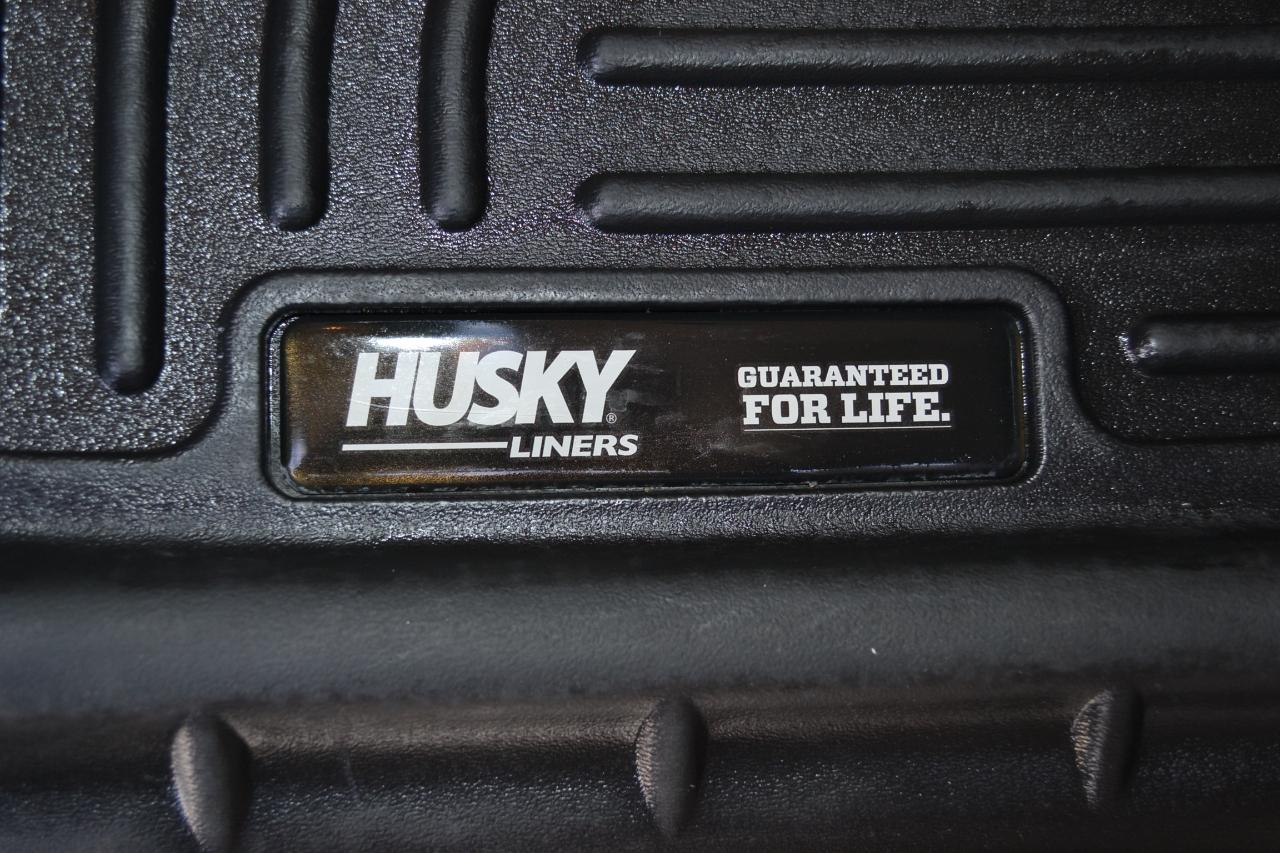 HUSKY®
LINERS
GUARANTEED
FOR LIFE.